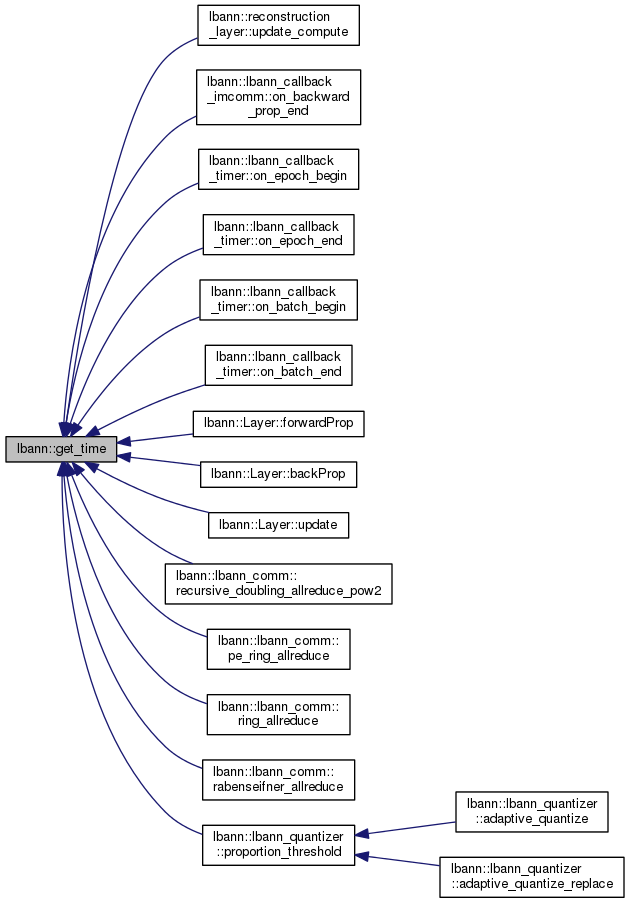 lbann::reconstruction
_layer::update_compute
lbann::lbann_callback
_imcomm::on_backward
_prop_end
lbann::lbann_callback
_timer::on_epoch_begin
lbann::lbann_callback
_timer::on_epoch_end
lbann::lbann_callback
_timer::on_batch_begin
lbann::lbann_callback
_timer::on_batch_end
lbann::Layer::forwardProp
lbann::get_time
lbann::Layer::backProp
lbann::Layer::update
lbann::lbann_comm::
recursive_doubling_allreduce_pow2
lbann::lbann_comm::
pe_ring_allreduce
lbann::lbann_comm::
ring_allreduce
lbann::lbann_comm::
rabenseifner_allreduce
lbann::lbann_quantizer
::proportion_threshold
lbann::lbann_quantizer
::adaptive_quantize
lbann::lbann_quantizer
::adaptive_quantize_replace